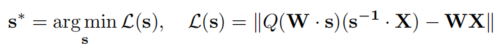 s* = arg min_s L(s), L(s) = ‖Q(W · s)(s⁻¹ · X) − WX‖